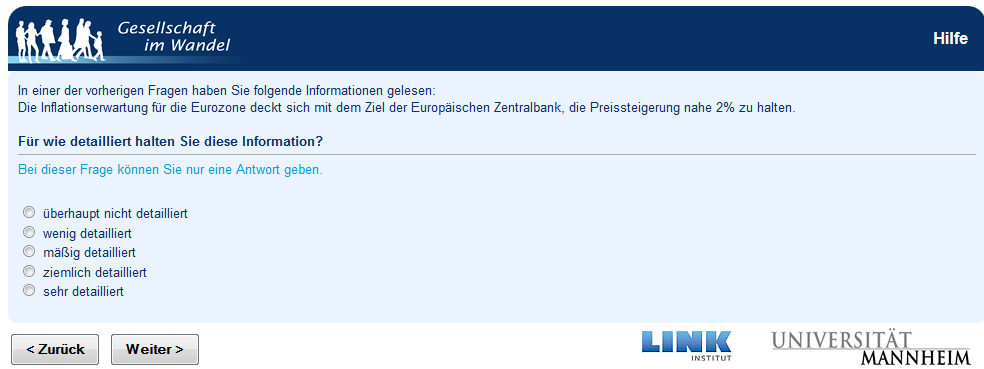 Gesellschaft
im Wandel
Hilfe
In einer der vorherigen Fragen haben Sie folgende Informationen gelesen:
Die Inflationserwartung für die Eurozone deckt sich mit dem Ziel der Europäischen Zentralbank, die Preissteigerung nahe 2% zu halten.
Für wie detailliert halten Sie diese Information?
Bei dieser Frage können Sie nur eine Antwort geben.
überhaupt nicht detailliert
wenig detailliert
mäßig detailliert
ziemlich detailliert
sehr detailliert
< Zurück
Weiter >
LINK
INSTITUT
UNIVERSITÄT
MANNHEIM